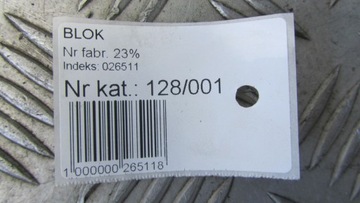 BLOK
Nr fabr. 23%
Indeks: 026511
Nr kat.: 128/001
1 000000 265118